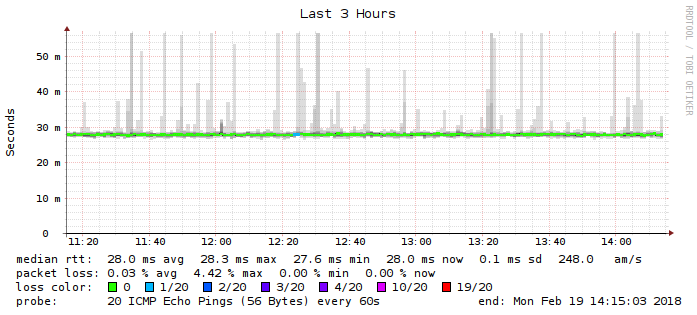 Last 3 Hours
RRDTOOL / TOBI OETIKER
Seconds
50 m
40 m
30 m
20 m
10 m
0
11:20 11:40 12:00 12:20 12:40 13:00 13:20 13:40 14:00
median rtt: 28.0 ms avg 28.3 ms max 27.6 ms min 28.0 ms now 0.1 ms sd 248.0 am/s
packet loss: 0.03 % avg 4.42 % max 0.00 % min 0.00 % now
loss color: 0 1/20 2/20 3/20 4/20 10/20 19/20
probe: 20 ICMP Echo Pings (56 Bytes) every 60s end: Mon Feb 19 14:15:03 2018